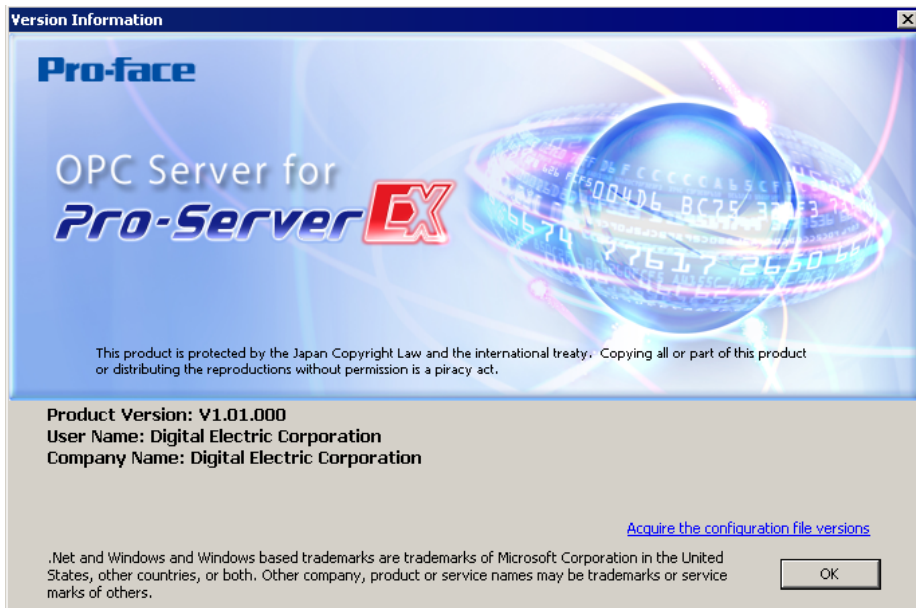 Version Information
Pro-face
OPC Server for
Pro-Server EX
This product is protected by the Japan Copyright Law and the international treaty. Copying all or part of this product
or distributing the reproductions without permission is a piracy act.
Product Version: V1.01.000
User Name: Digital Electric Corporation
Company Name: Digital Electric Corporation
Acquire the configuration file versions
.Net and Windows and Windows based trademarks are trademarks of Microsoft Corporation in the United
States, other countries, or both. Other company, product or service names may be trademarks or service
marks of others.
OK